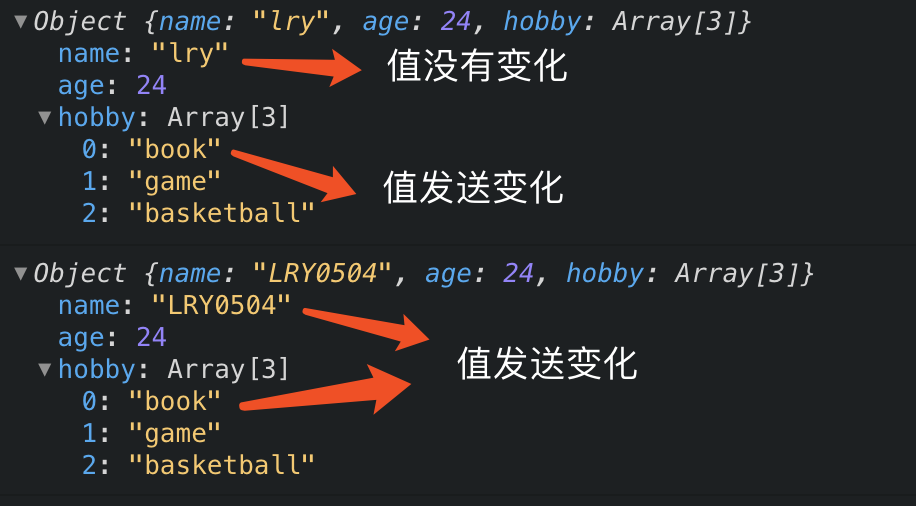 ▼Object {name: "lry", age: 24, hobby: Array[3]}
name: "lry"
值没有变化
age: 24
▼hobby: Array[3]
0: "book"
值发送变化
1: "game"
2: "basketball"
▼Object {name: "LRY0504", age: 24, hobby: Array[3]}
name: "LRY0504"
age: 24
值发送变化
▼hobby: Array[3]
0: "book"
1: "game"
2: "basketball"